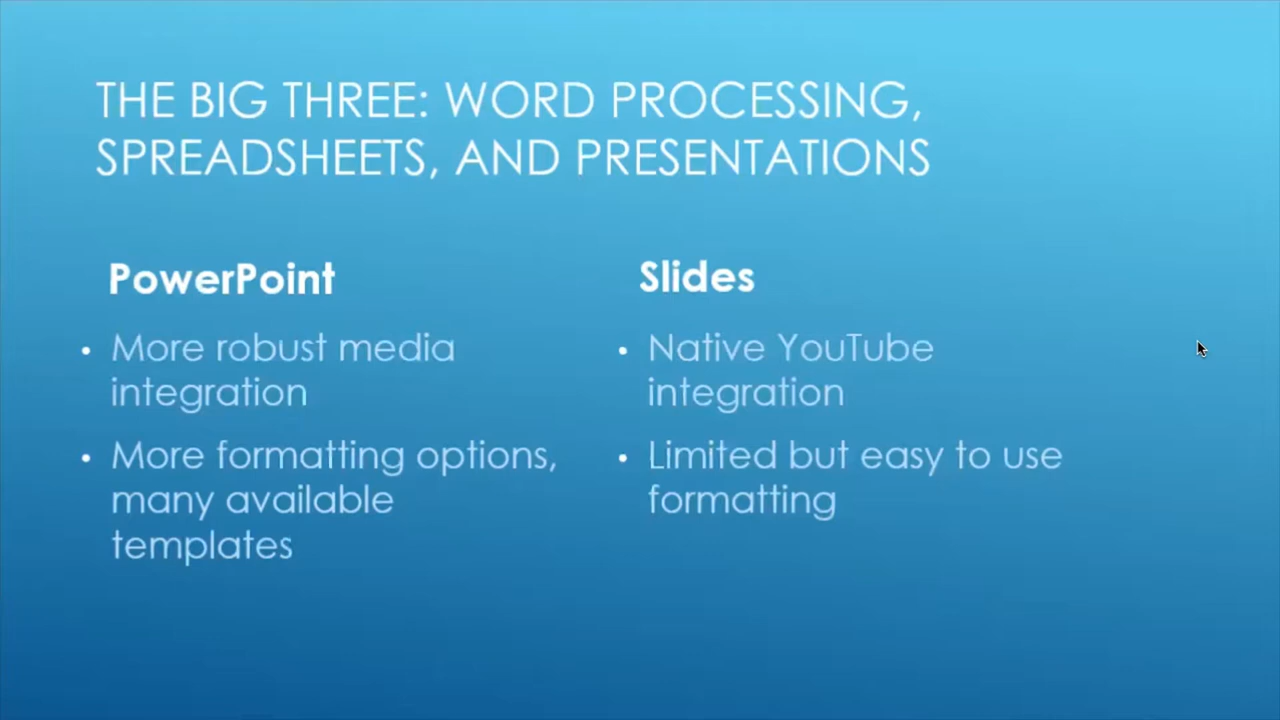 THE BIG THREE: WORD PROCESSING,
SPREADSHEETS, AND PRESENTATIONS
PowerPoint
• More robust media
integration
• More formatting options,
many available
templates
Slides
• Native YouTube
integration
• Limited but easy to use
formatting